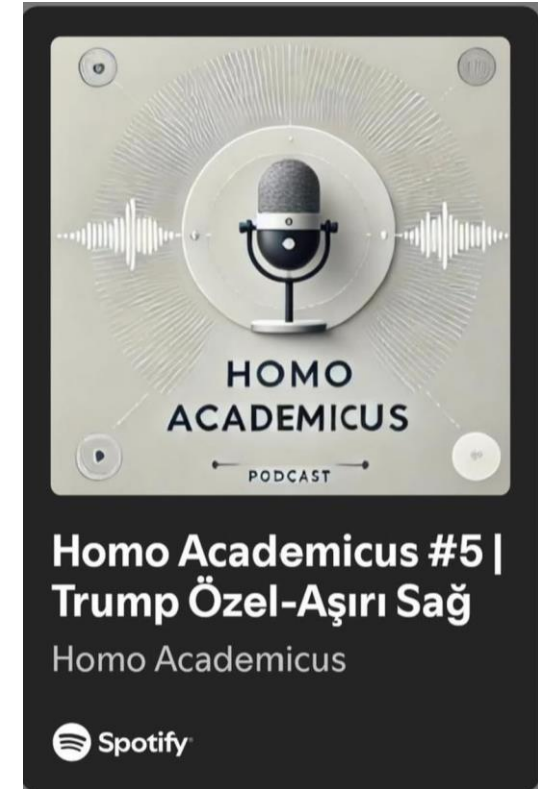 HOMO
ACADEMICUS
PODCAST
Homo Academicus #5 |
Trump Özel-Aşırı Sağ
Homo Academicus
Spotify